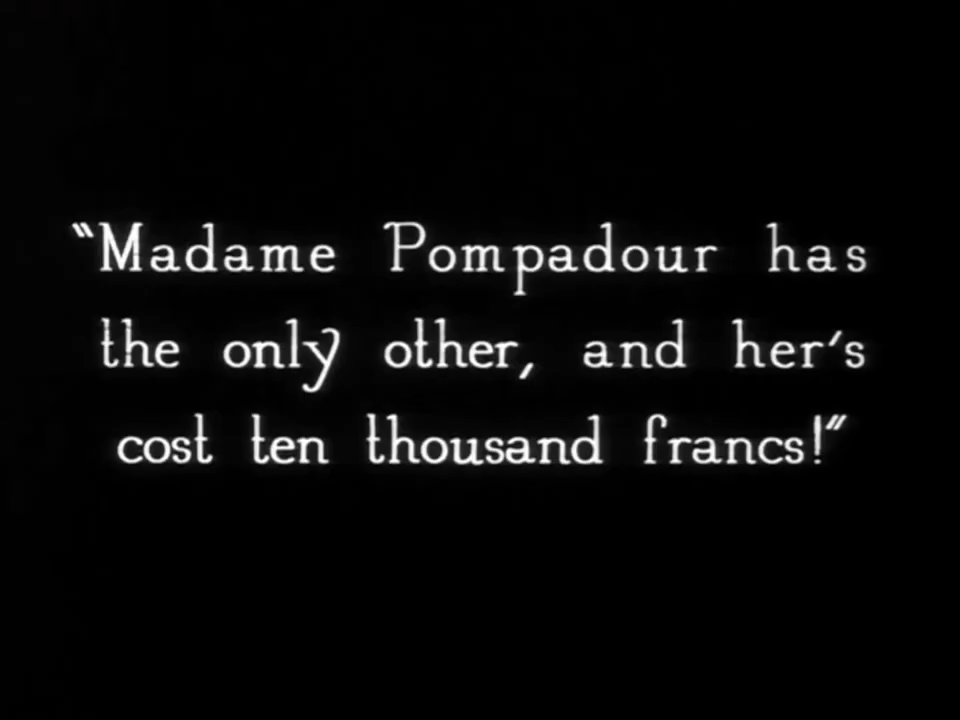 “Madame Pompadour has
the only other, and her's
cost ten thousand francs!”